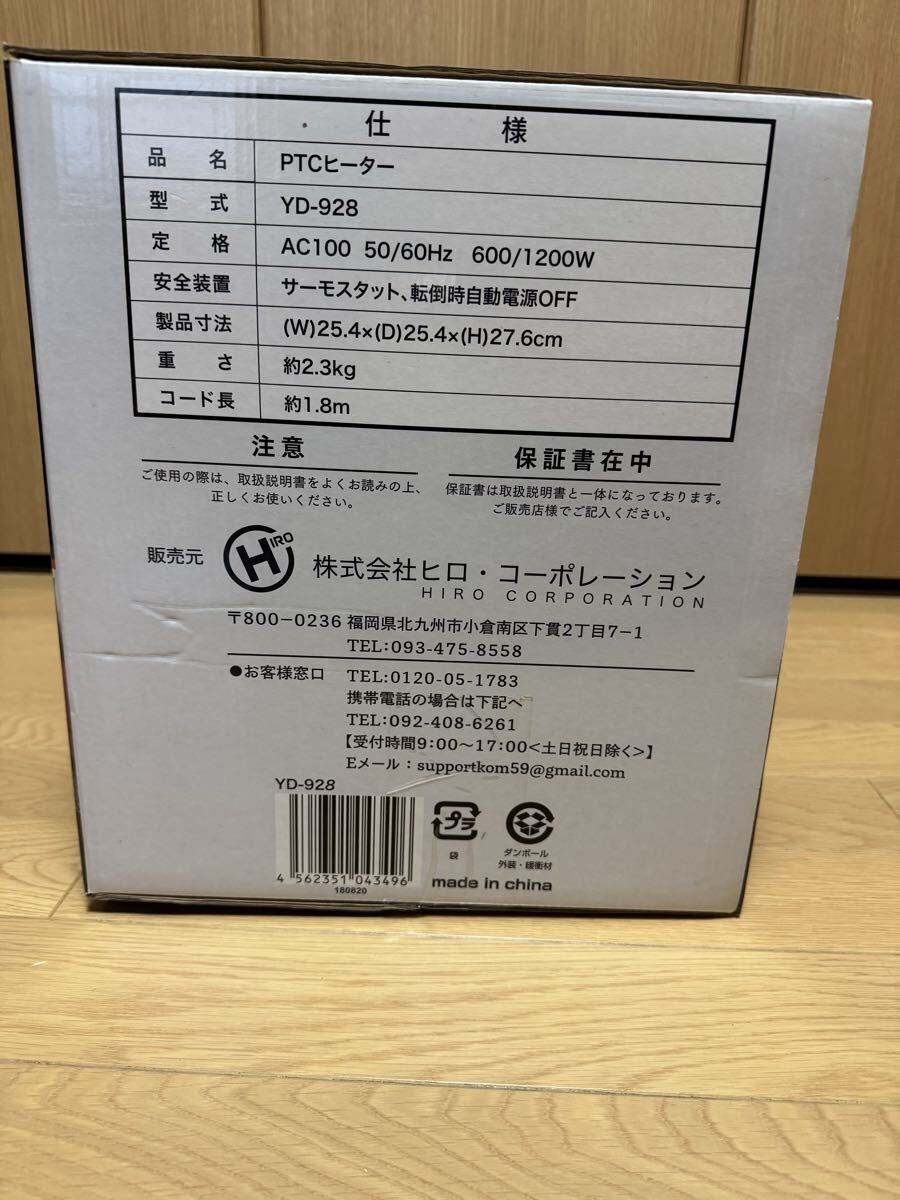 仕様
品名 PTCヒーター
型式 YD-928
定格 AC100 50/60Hz 600/1200W
安全装置 サーモスタット、転倒時自動電源OFF
製品寸法 (W)25.4×(D)25.4×(H)27.6cm
重さ 約2.3kg
コード長 約1.8m
注意
ご使用の際は、取扱説明書をよくお読みの上、
正しくお使いください。
保証書在中
保証書は取扱説明書と一体になっております。
ご販売店様でご記入ください。
販売元 HIRO 株式会社ヒロ・コーポレーション
HIRO CORPORATION
〒800-0236 福岡県北九州市小倉南区下貫2丁目7-1
TEL:093-475-8558
●お客様窓口 TEL:0120-05-1783
携帯電話の場合は下記へ
TEL:092-408-6261
【受付時間9:00～17:00<土日祝日除く>】
Eメール:supportkom59@gmail.com
YD-928
4 562351 043496
180820
プラ
袋
ダンボール
外装・緩衝材
made in china